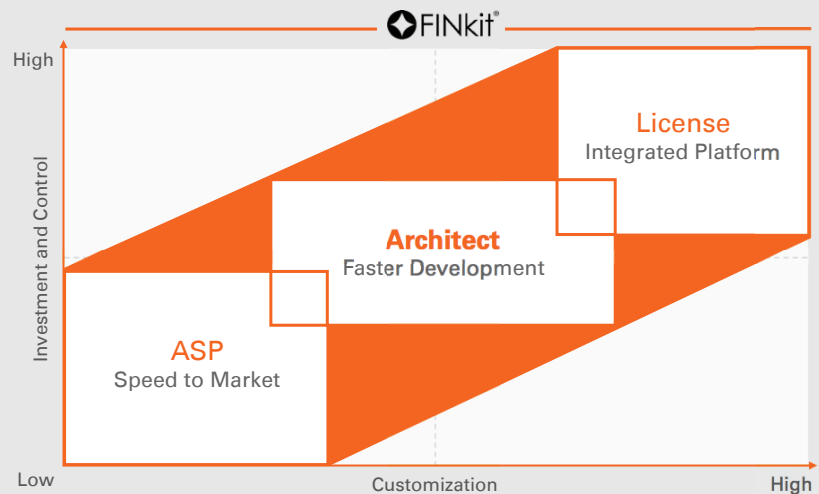 FINkit®
High
License
Integrated Platform
Investment and Control
Architect
Faster Development
ASP
Speed to Market
Low
Customization
High